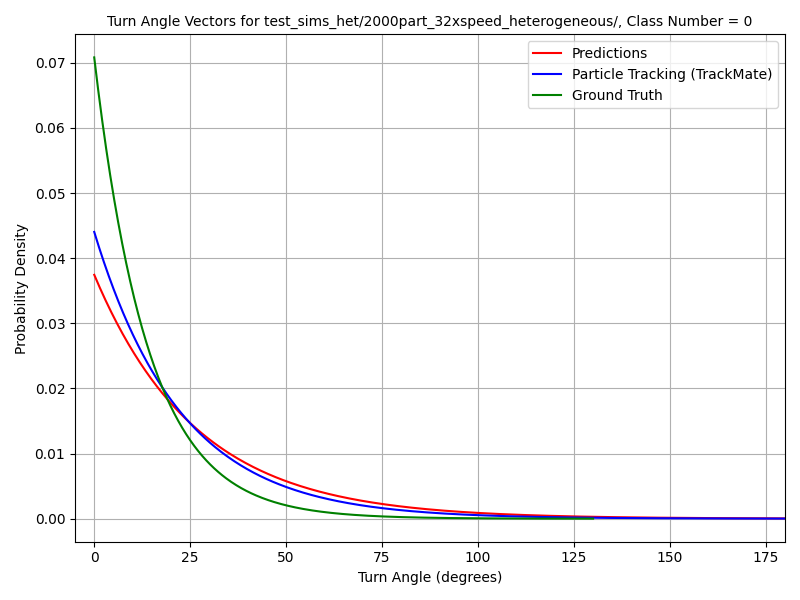 Turn Angle Vectors for test_sims_het/2000part_32xspeed_heterogeneous/, Class Number = 0
Predictions
Particle Tracking (TrackMate)
Ground Truth
Probability Density
0.07
0.06
0.05
0.04
0.03
0.02
0.01
0.00
0 25 50 75 100 125 150 175
Turn Angle (degrees)